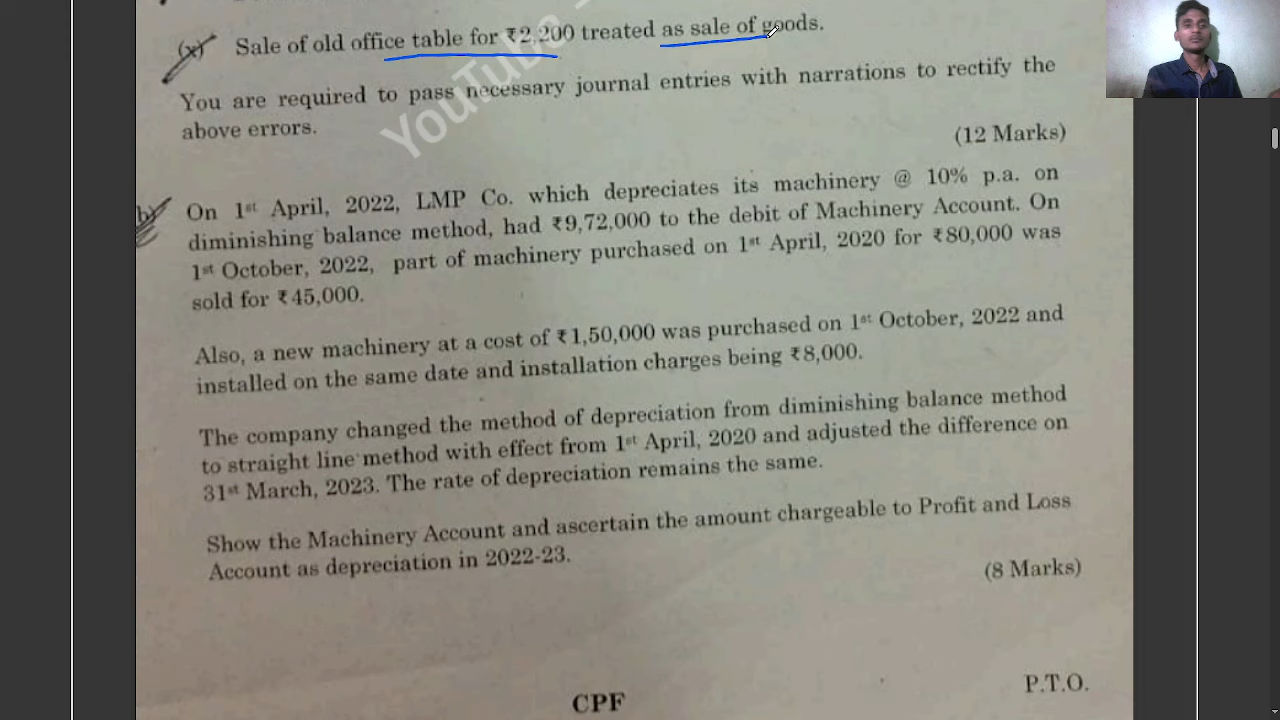 (x) Sale of old office table for ₹2,200 treated as sale of goods.
You are required to pass necessary journal entries with narrations to rectify the
above errors.
(12 Marks)
YouTube -
b) On 1st April, 2022, LMP Co. which depreciates its machinery @ 10% p.a. on
diminishing balance method, had ₹9,72,000 to the debit of Machinery Account. On
1st October, 2022, part of machinery purchased on 1st April, 2020 for ₹80,000 was
sold for ₹45,000.
Also, a new machinery at a cost of ₹1,50,000 was purchased on 1st October, 2022 and
installed on the same date and installation charges being ₹8,000.
The company changed the method of depreciation from diminishing balance method
to straight line method with effect from 1st April, 2020 and adjusted the difference on
31st March, 2023. The rate of depreciation remains the same.
Show the Machinery Account and ascertain the amount chargeable to Profit and Loss
Account as depreciation in 2022-23.
(8 Marks)
CPF
P.T.O.